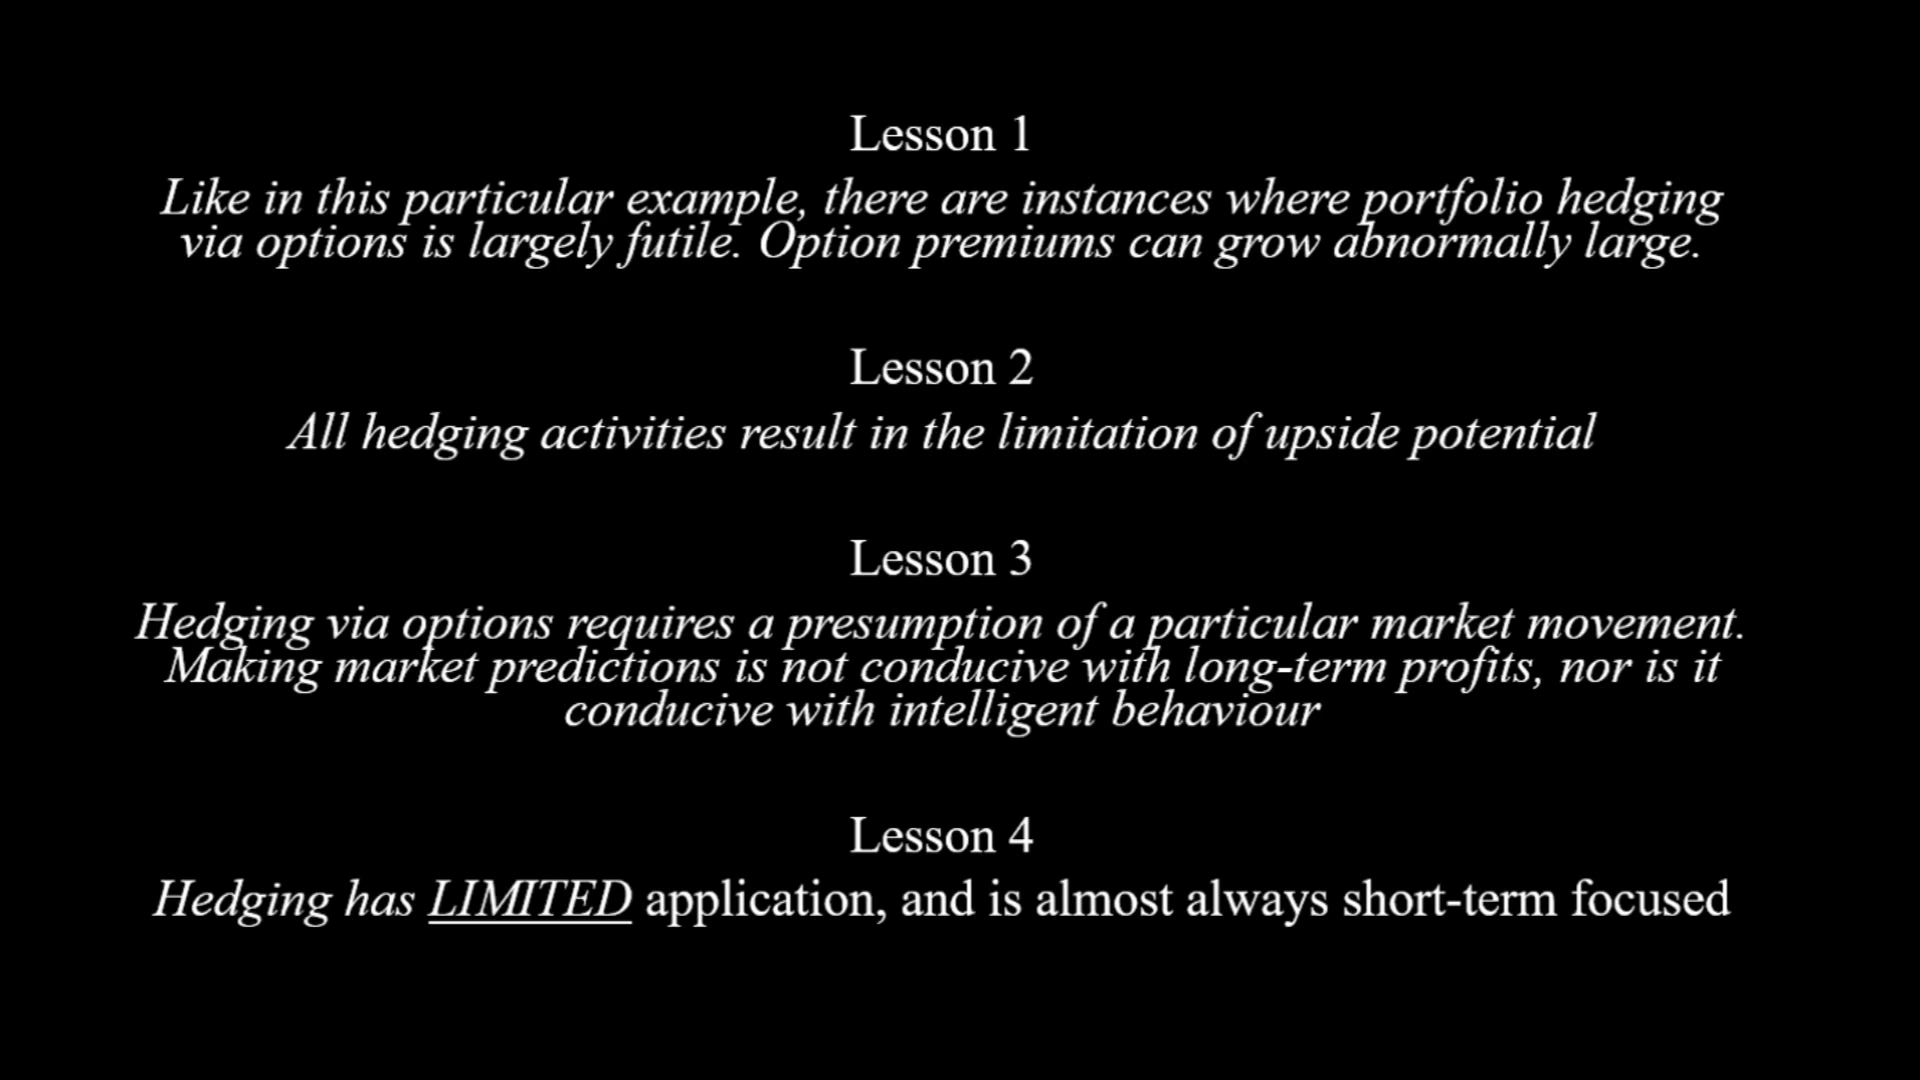 Lesson 1
Like in this particular example, there are instances where portfolio hedging
via options is largely futile. Option premiums can grow abnormally large.
Lesson 2
All hedging activities result in the limitation of upside potential
Lesson 3
Hedging via options requires a presumption of a particular market movement.
Making market predictions is not conducive with long-term profits, nor is it
conducive with intelligent behaviour
Lesson 4
Hedging has LIMITED application, and is almost always short-term focused